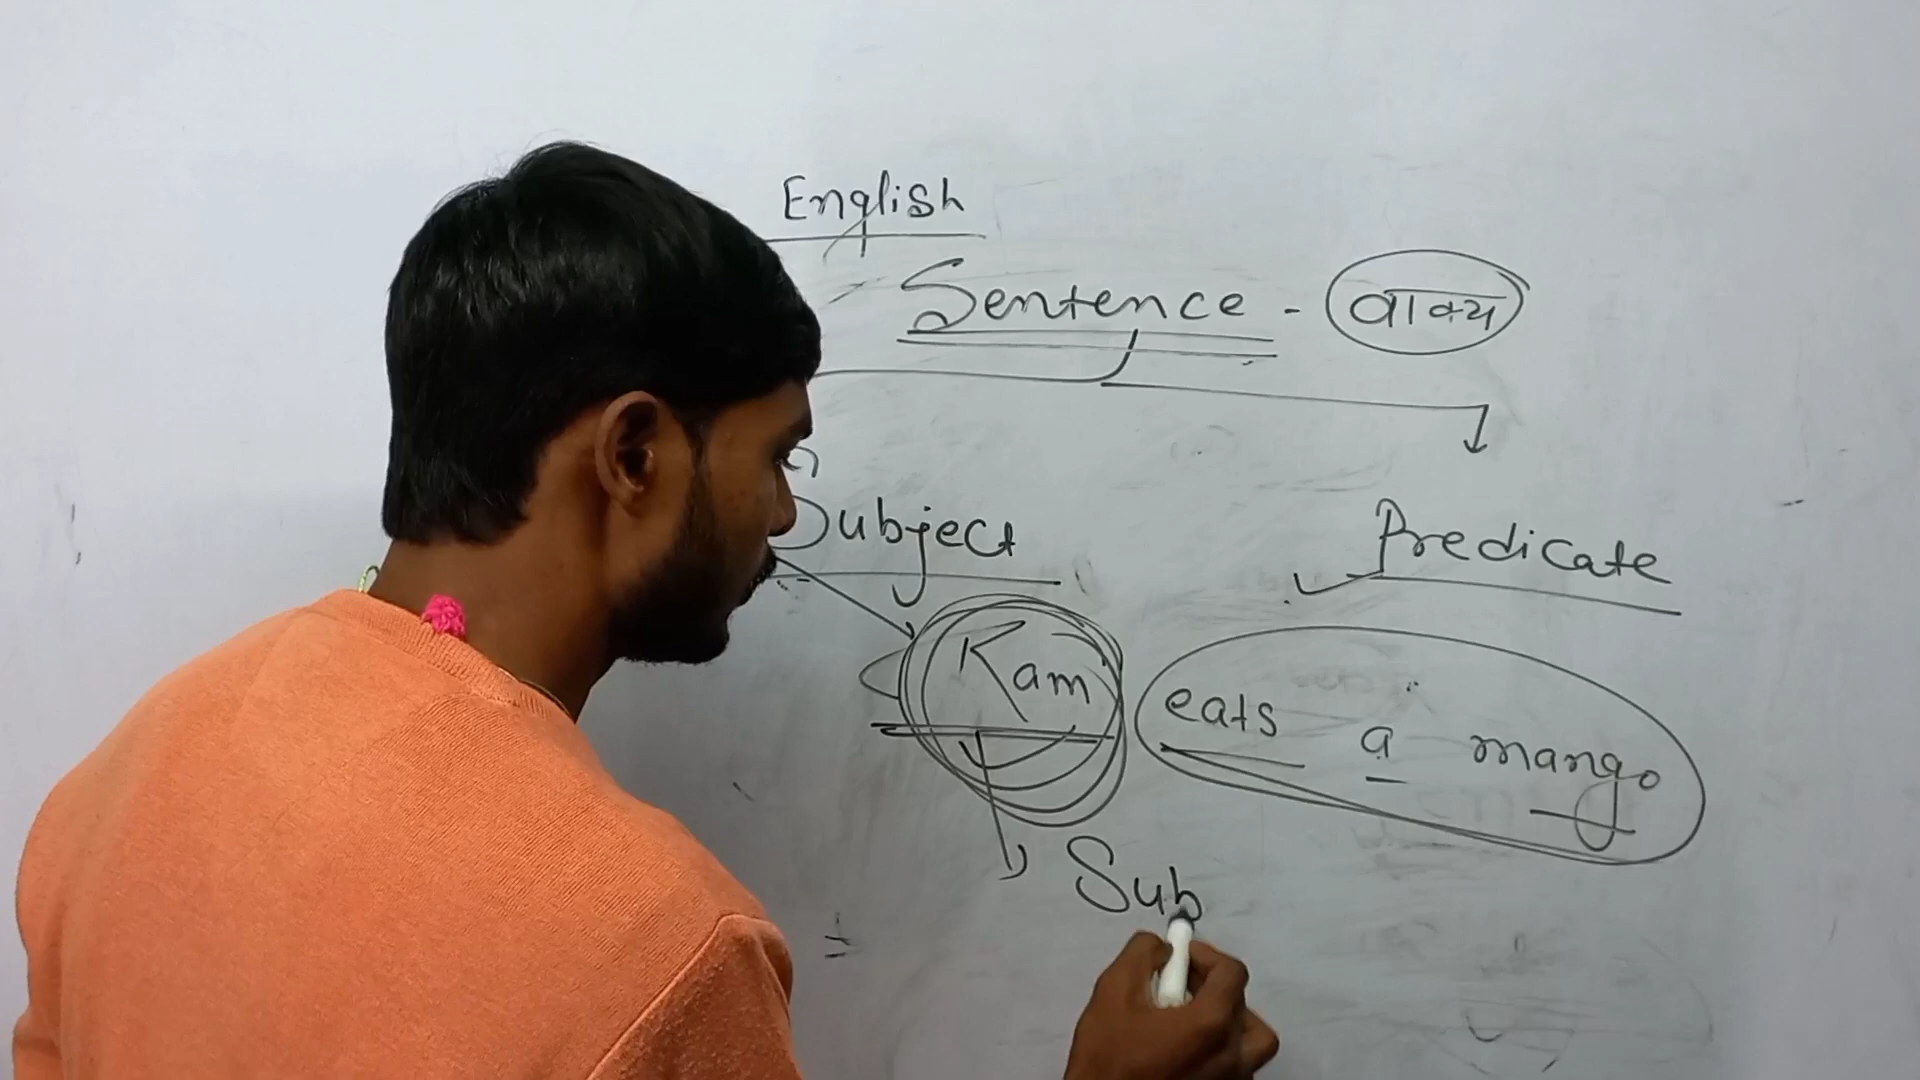 English
Sentence - वाक्य
Subject Predicate
Ram eats a mango
Sub